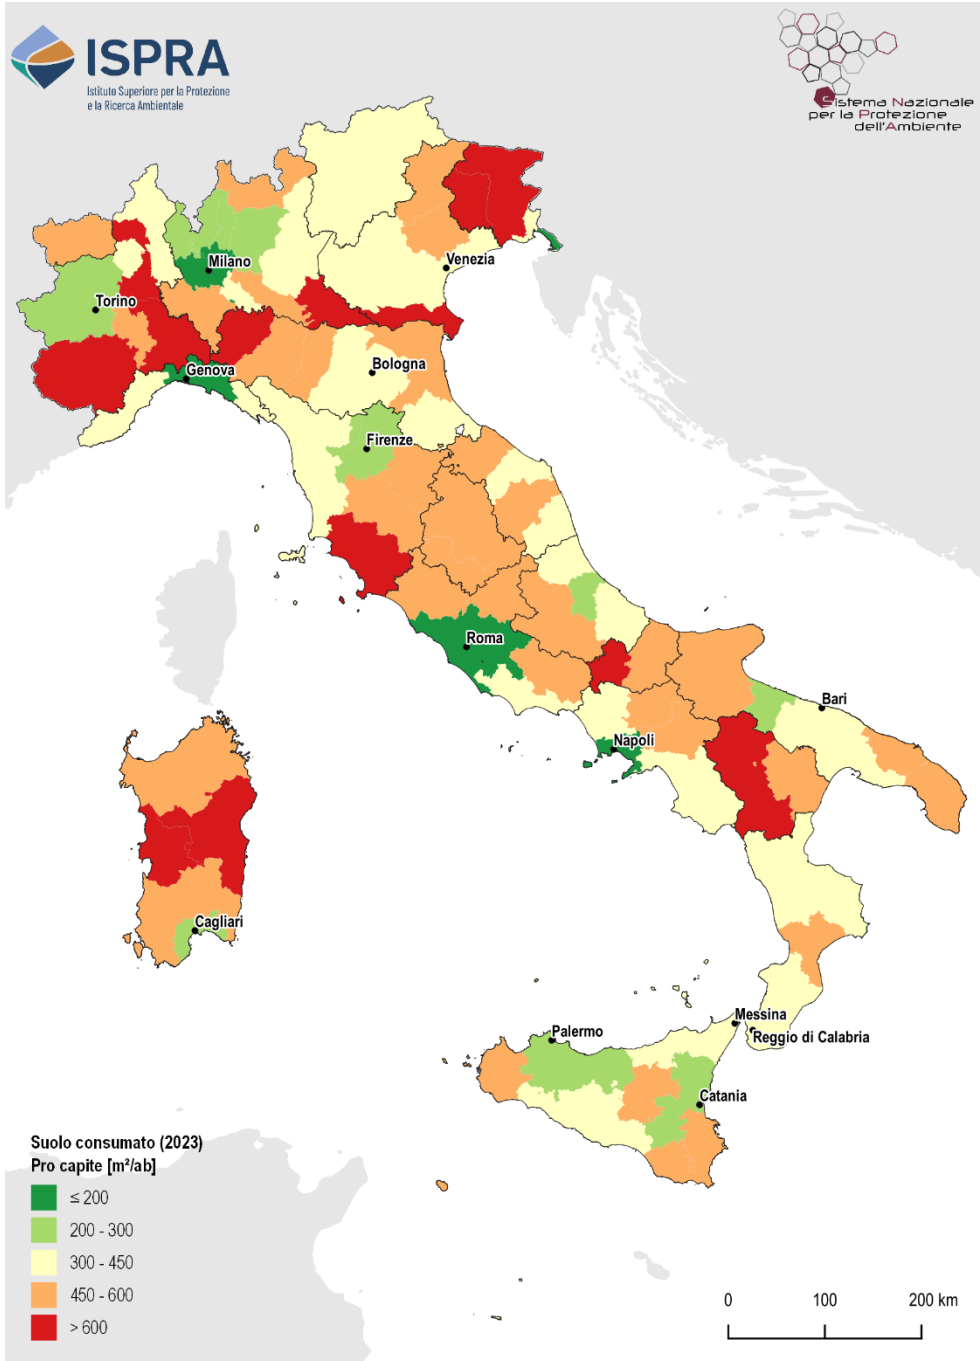 ISPRA
Istituto Superiore per la Protezione
e la Ricerca Ambientale
Sistema Nazionale
per la Protezione
dell'Ambiente
Milano
Venezia
Torino
Genova
Bologna
Firenze
Roma
Bari
Napoli
Cagliari
Messina
Reggio di Calabria
Palermo
Catania
Suolo consumato (2023)
Pro capite [m²/ab]
≤ 200
200 - 300
300 - 450
450 - 600
> 600
0 100 200 km